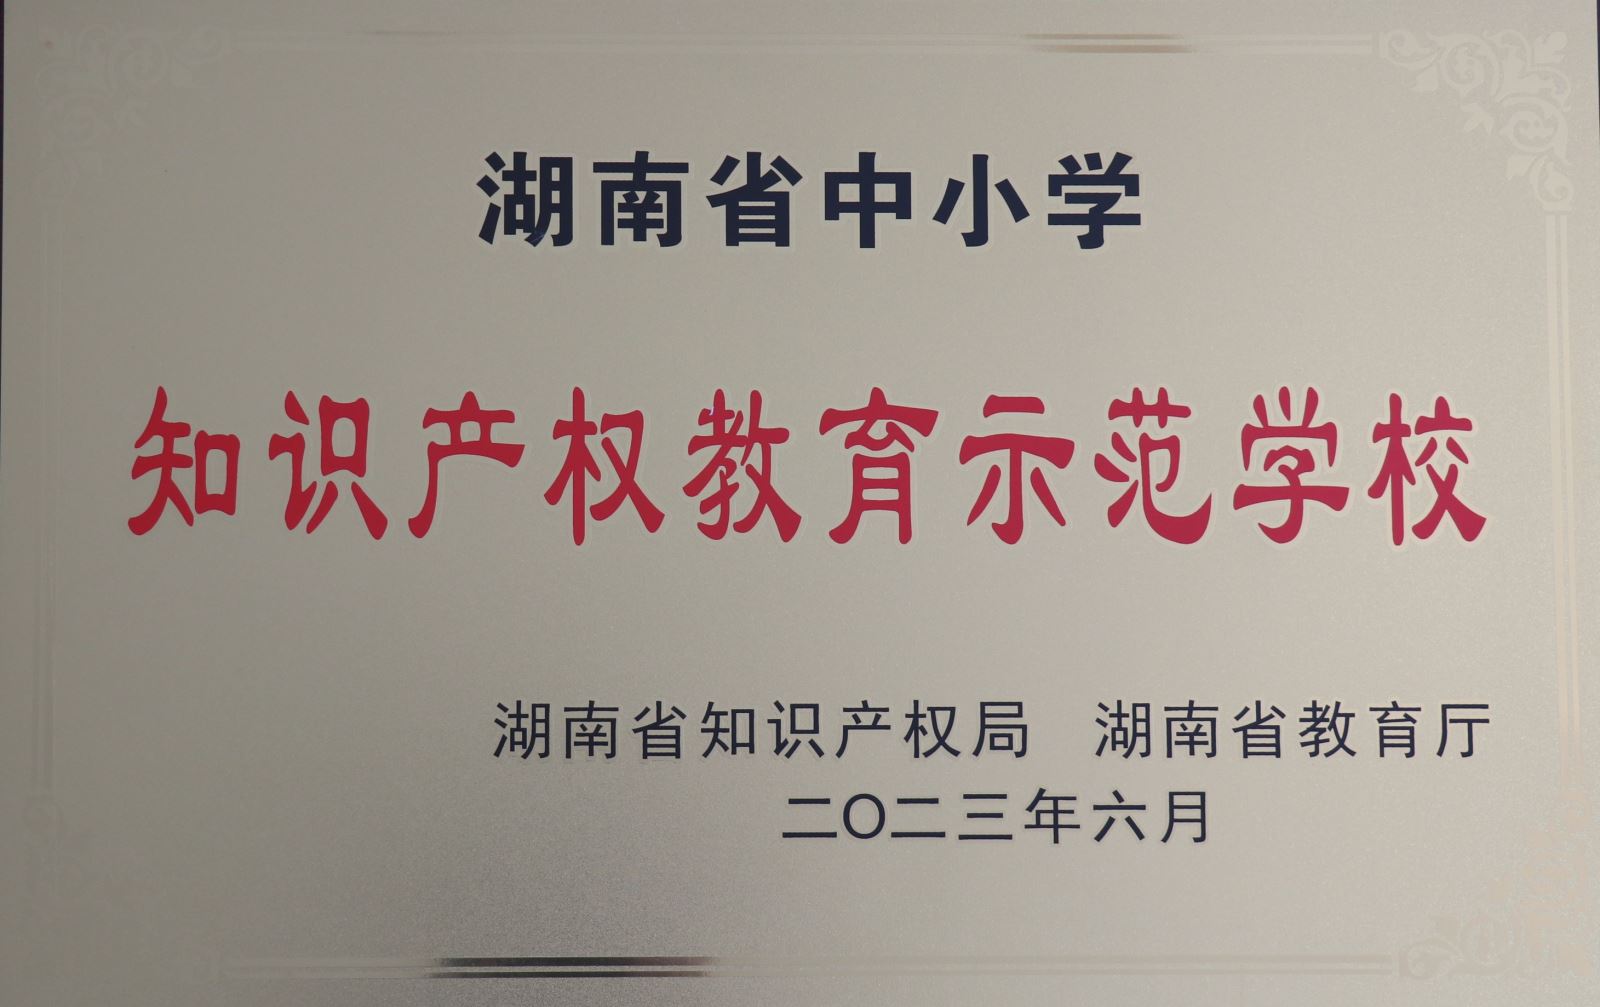 湖南省中小学
知识产权教育示范学校
湖南省知识产权局 湖南省教育厅
二〇二三年六月